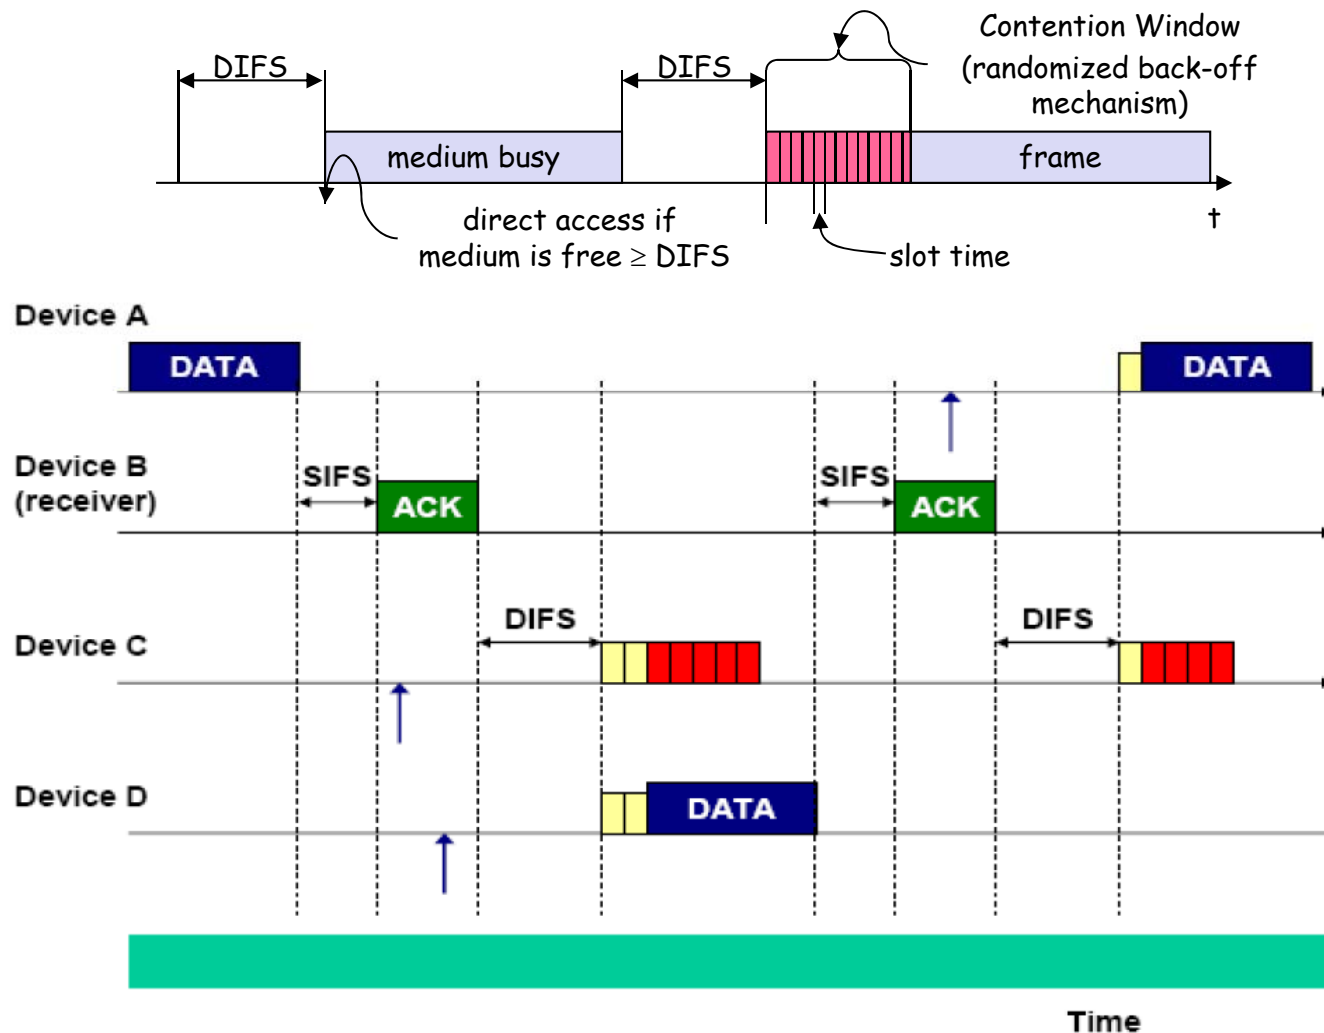 DIFS
DIFS
Contention Window
(randomized back-off
mechanism)
medium busy
frame
direct access if
medium is free ≥ DIFS
slot time
t
Device A
DATA
DATA
Device B
(receiver)
SIFS
ACK
SIFS
ACK
Device C
DIFS
DIFS
Device D
DATA
Time